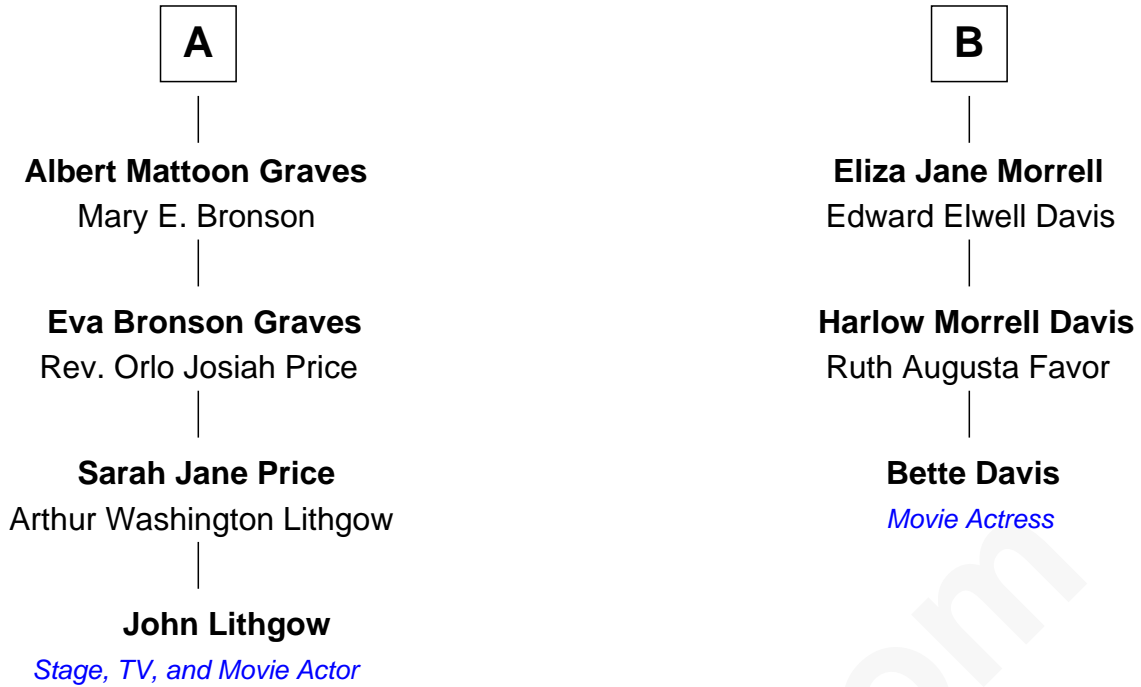 A
Albert Mattoon Graves
Mary E. Bronson
Eva Bronson Graves
Rev. Orlo Josiah Price
Sarah Jane Price
Arthur Washington Lithgow
John Lithgow
Stage, TV, and Movie Actor
B
Eliza Jane Morrell
Edward Elwell Davis
Harlow Morrell Davis
Ruth Augusta Favor
Bette Davis
Movie Actress
om